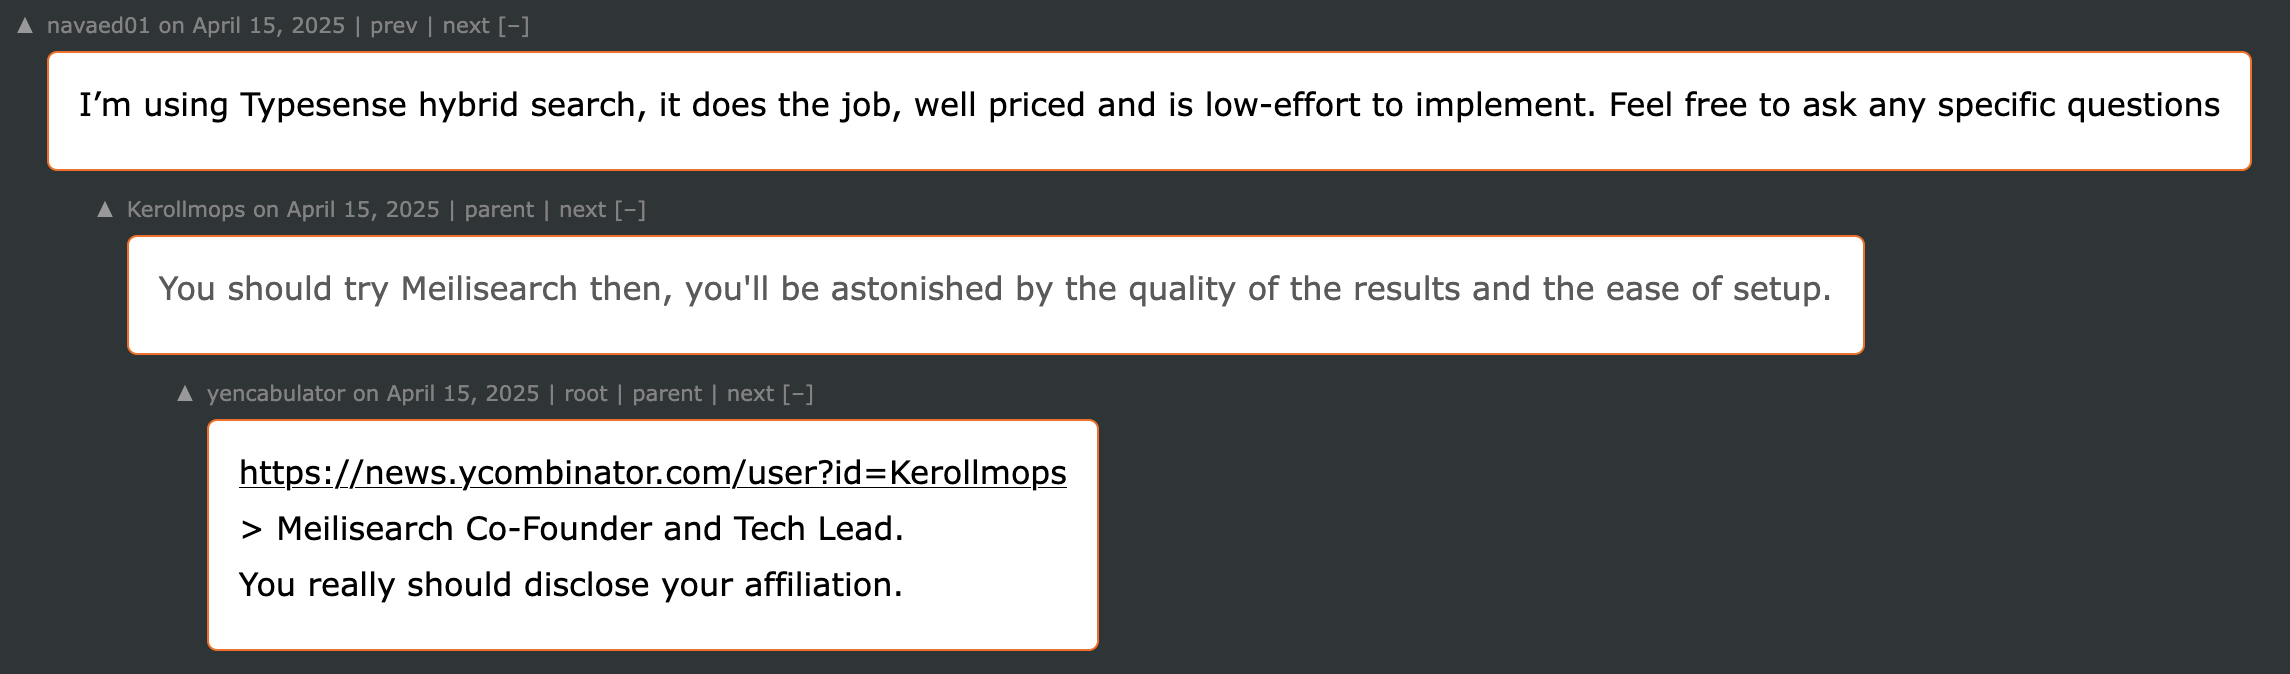 ▲ navaed01 on April 15, 2025 | prev | next [–]
I’m using Typesense hybrid search, it does the job, well priced and is low-effort to implement. Feel free to ask any specific questions
▲ Kerollmops on April 15, 2025 | parent | next [–]
You should try Meilisearch then, you'll be astonished by the quality of the results and the ease of setup.
▲ yencabulator on April 15, 2025 | root | parent | next [–]
https://news.ycombinator.com/user?id=Kerollmops
> Meilisearch Co-Founder and Tech Lead.
You really should disclose your affiliation.